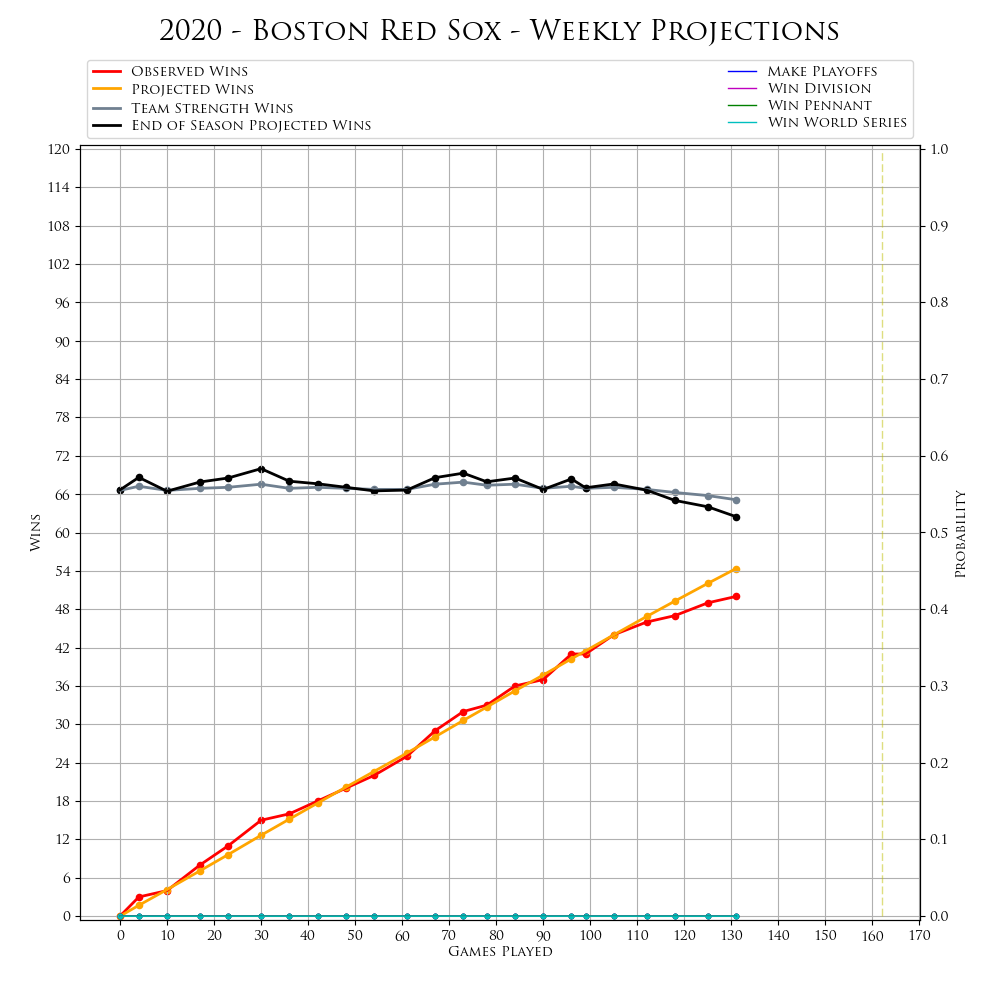 2020 - Boston Red Sox - Weekly Projections
Observed Wins
Projected Wins
Team Strength Wins
End of Season Projected Wins
Make Playoffs
Win Division
Win Pennant
Win World Series
120
114
108
102
96
90
84
78
72
66
60
54
48
42
36
30
24
18
12
6
0
Wins
1.0
0.9
0.8
0.7
0.6
0.5
0.4
0.3
0.2
0.1
0.0
Probability
0 10 20 30 40 50 60 70 80 90 100 110 120 130 140 150 160 170
Games Played